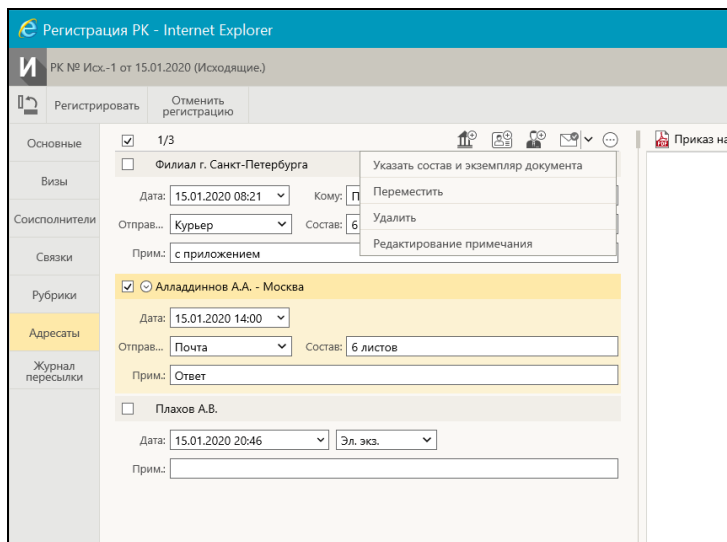 Регистрация РК - Internet Explorer
И РК № Исх.-1 от 15.01.2020 (Исходящие.)
Регистрировать Отменить регистрацию
Основные
Визы
Соисполнители
Связки
Рубрики
Адресаты
Журнал
пересылки
1/3
Филиал г. Санкт-Петербурга
Дата: 15.01.2020 08:21 Кому: П
Отправ... Курьер Состав: 6
Прим.: с приложением
Указать состав и экземпляр документа
Переместить
Удалить
Редактирование примечания
Алладдиннов А.А. - Москва
Дата: 15.01.2020 14:00
Отправ... Почта Состав: 6 листов
Прим.: Ответ
Плахов А.В.
Дата: 15.01.2020 20:46 Эл. экз.
Прим.:
PDF Приказ на